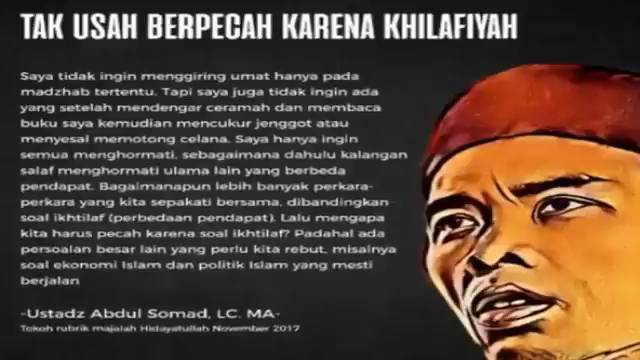 TAK USAH BERPECAH KARENA KHILAFIYAH
Saya tidak ingin menggiring umat hanya pada
madzhab tertentu. Tapi saya juga tidak ingin ada
yang setelah mendengar ceramah dan membaca
buku saya kemudian mencukur jenggot atau
menyesal memotong celana. Saya hanya ingin
semua menghormati, sebagaimana dahulu kalangan
salaf menghormati ulama lain yang berbeda
pendapat. Bagaimanapun lebih banyak perkara-
perkara yang kita sepakati bersama, dibandingkan
soal ikhtilaf (perbedaan pendapat). Lalu mengapa
kita harus pecah karena soal ikhtilaf? Padahal ada
persoalan besar lain yang perlu kita rebut, misalnya
soal ekonomi Islam dan politik Islam yang mesti
berjalan
-Ustadz Abdul Somad, LC. MA-
Tokoh rubrik majalah Hidayatullah November 2017